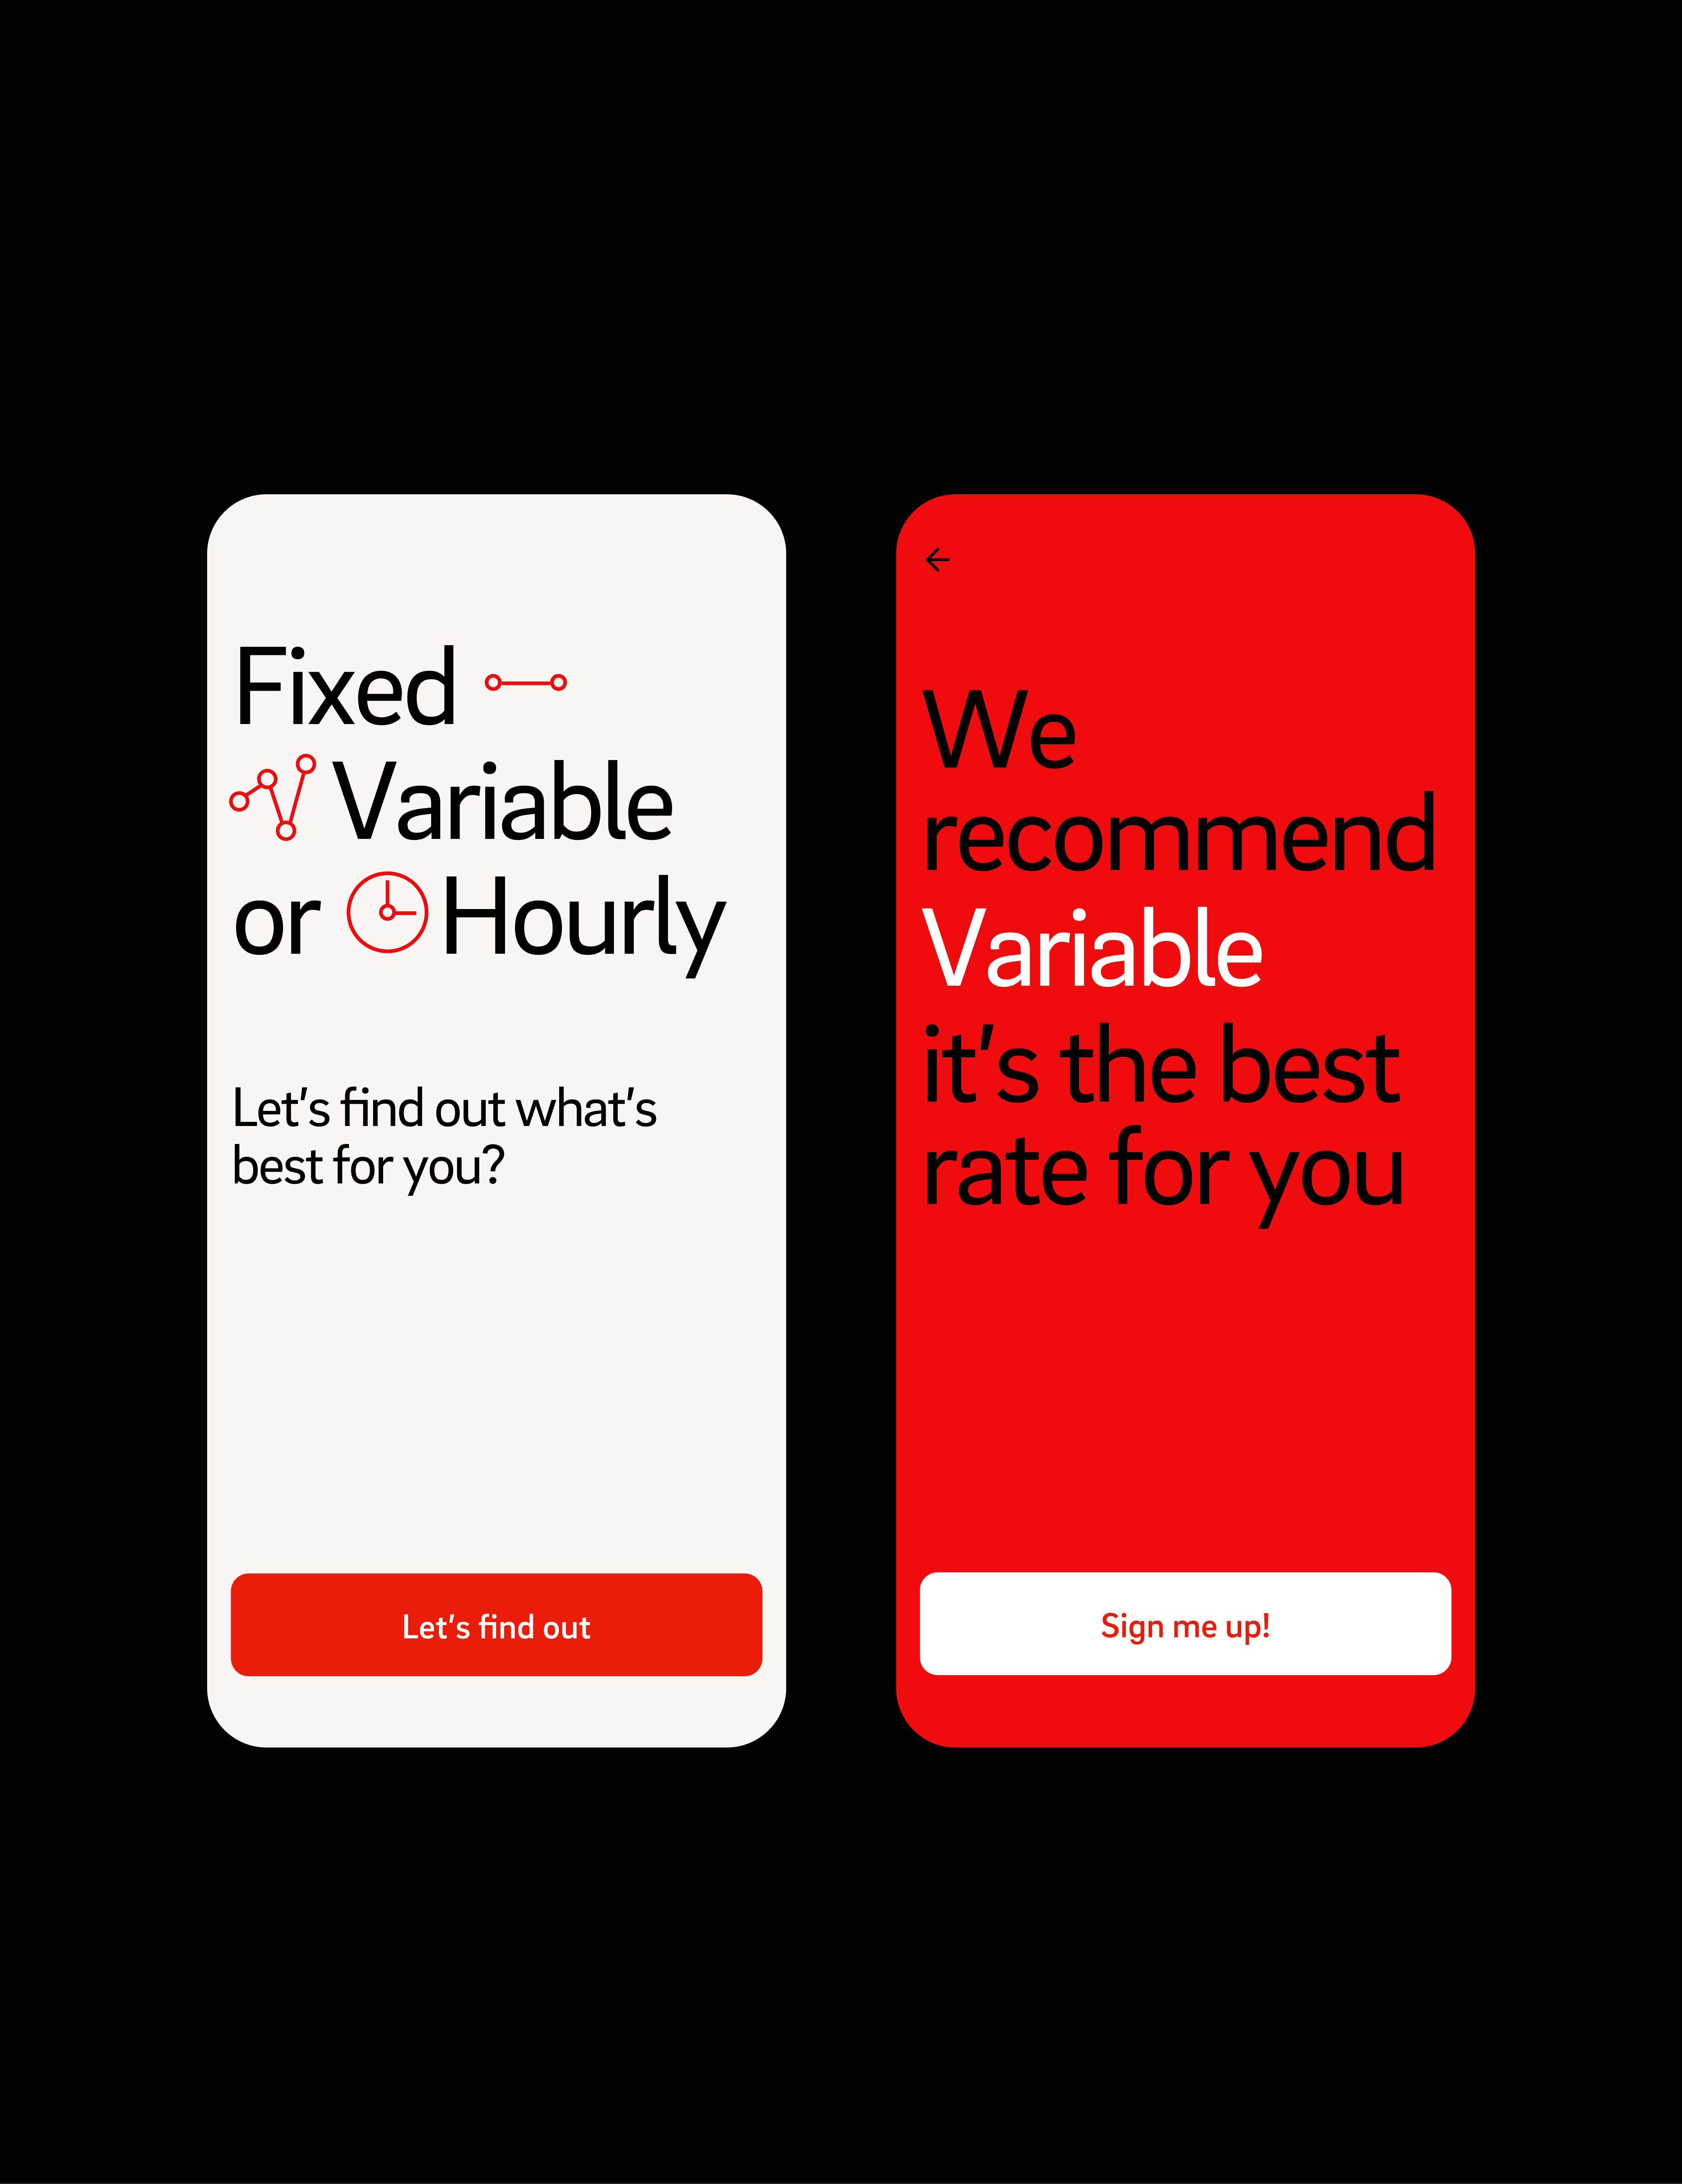 Fixed
Variable
or Hourly
Let’s find out what’s
best for you?
Let’s find out
We
recommend
Variable
it’s the best
rate for you
Sign me up!